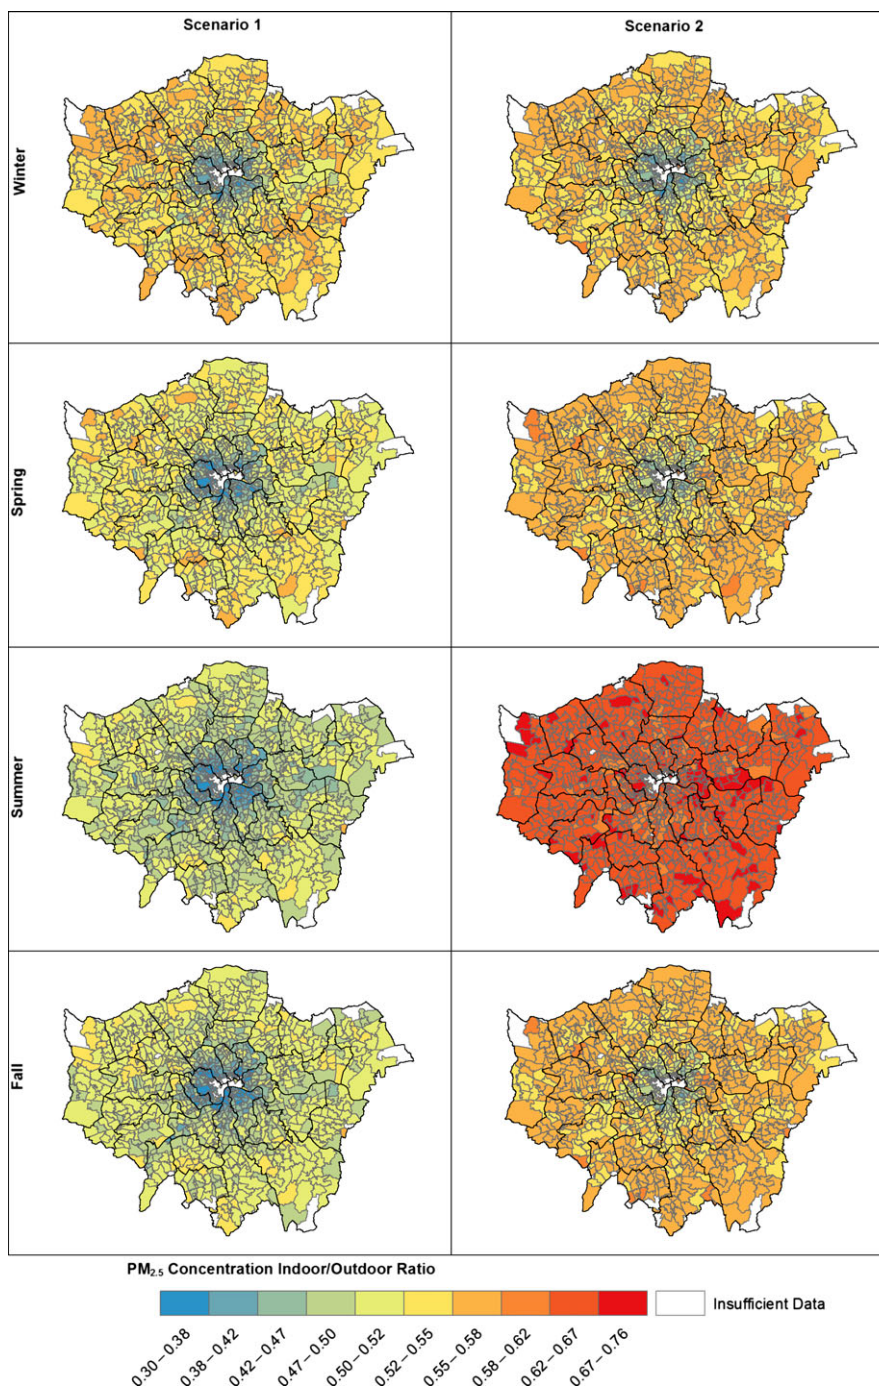 Scenario 1
Scenario 2
Winter
Spring
Summer
Fall
PM₂.₅ Concentration Indoor/Outdoor Ratio
0.30 – 0.38
0.38 – 0.42
0.42 – 0.47
0.47 – 0.50
0.50 – 0.52
0.52 – 0.55
0.55 – 0.58
0.58 – 0.62
0.62 – 0.67
0.67 – 0.76
Insufficient Data